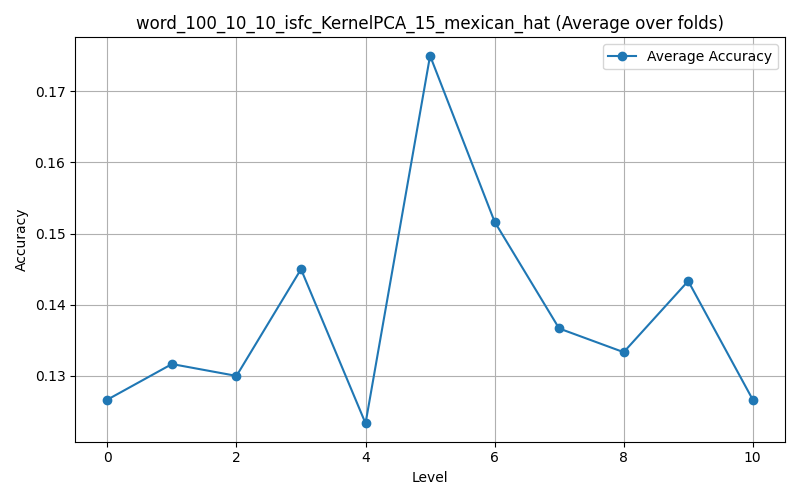 word_100_10_10_isfc_KernelPCA_15_mexican_hat (Average over folds)
Average Accuracy
Accuracy
0.17
0.16
0.15
0.14
0.13
0 2 4 6 8 10
Level